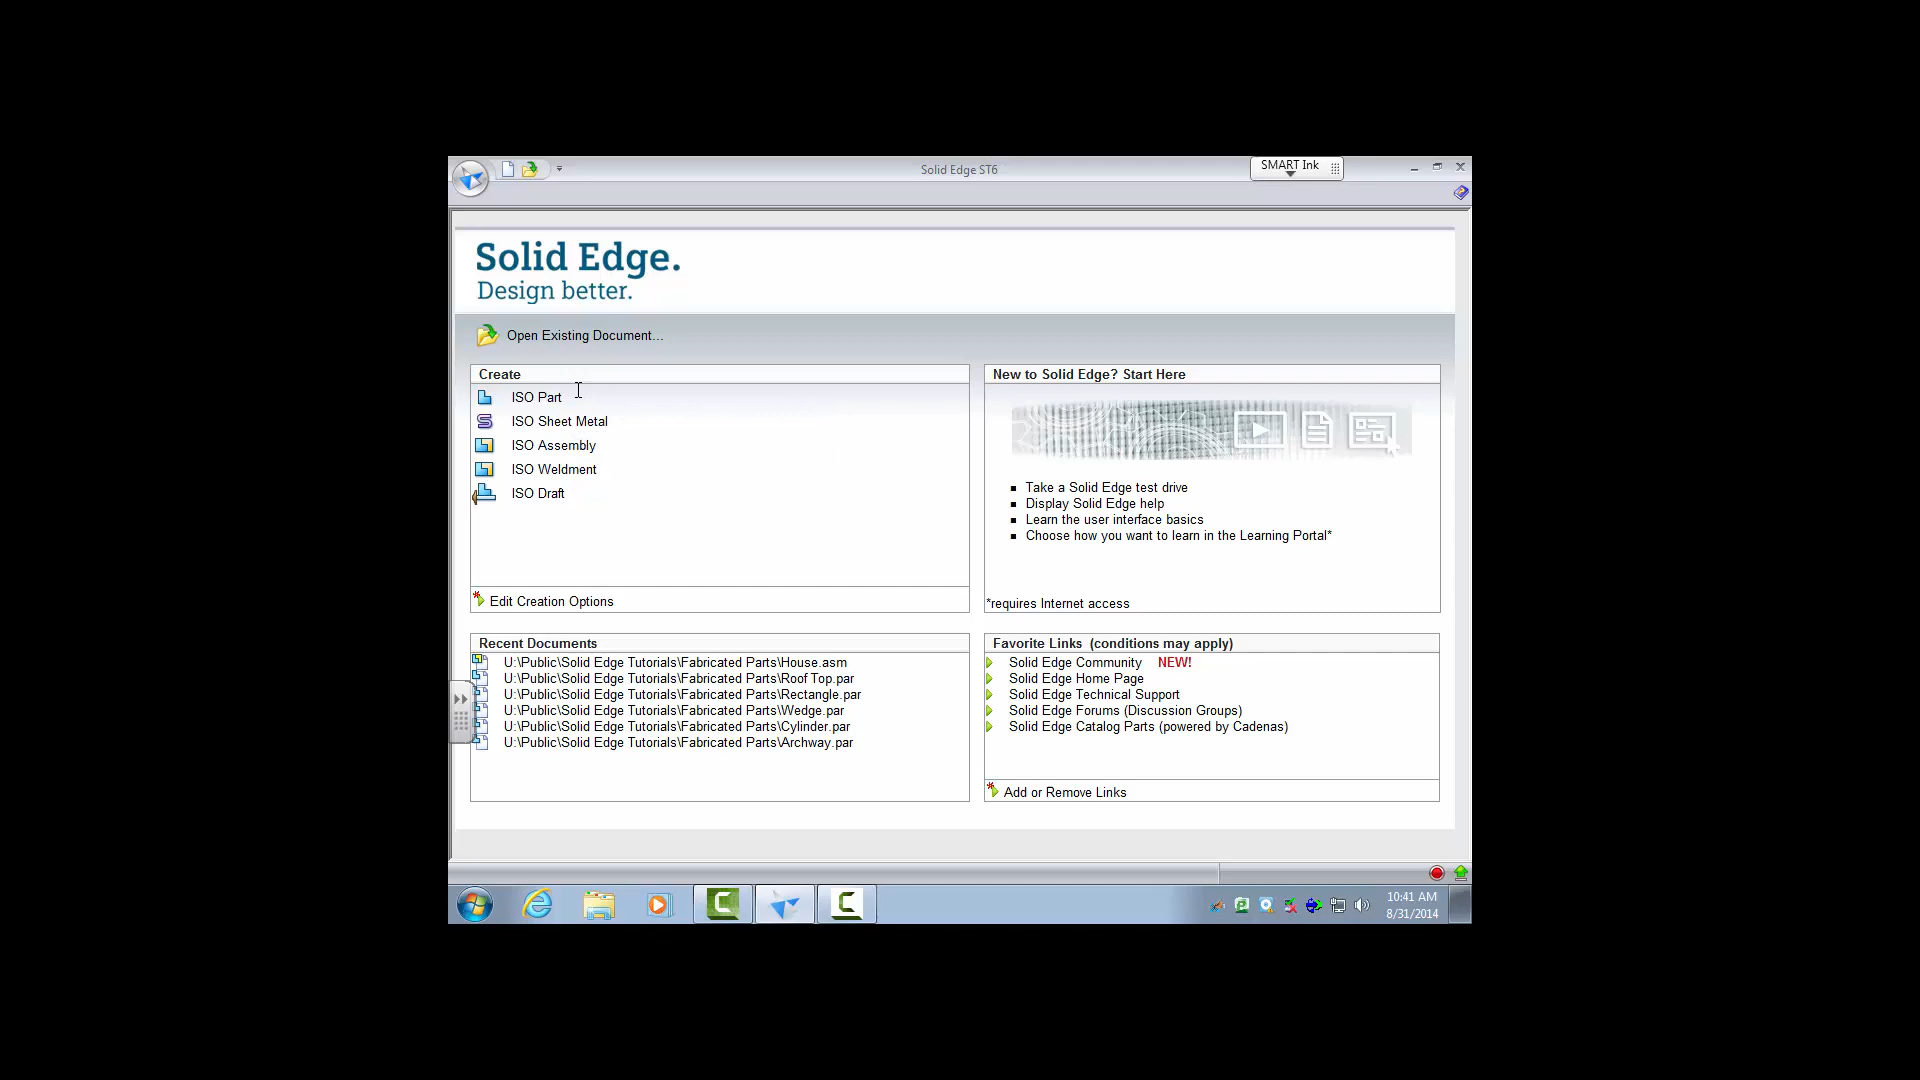 Solid Edge ST6
SMART Ink
Solid Edge.
Design better.
Open Existing Document...
Create
ISO Part
ISO Sheet Metal
ISO Assembly
ISO Weldment
ISO Draft
Edit Creation Options
New to Solid Edge? Start Here
Take a Solid Edge test drive
Display Solid Edge help
Learn the user interface basics
Choose how you want to learn in the Learning Portal*
*requires Internet access
Recent Documents
U:\Public\Solid Edge Tutorials\Fabricated Parts\House.asm
U:\Public\Solid Edge Tutorials\Fabricated Parts\Roof Top.par
U:\Public\Solid Edge Tutorials\Fabricated Parts\Rectangle.par
U:\Public\Solid Edge Tutorials\Fabricated Parts\Wedge.par
U:\Public\Solid Edge Tutorials\Fabricated Parts\Cylinder.par
U:\Public\Solid Edge Tutorials\Fabricated Parts\Archway.par
Favorite Links (conditions may apply)
Solid Edge Community NEW!
Solid Edge Home Page
Solid Edge Technical Support
Solid Edge Forums (Discussion Groups)
Solid Edge Catalog Parts (powered by Cadenas)
Add or Remove Links
10:41 AM
8/31/2014